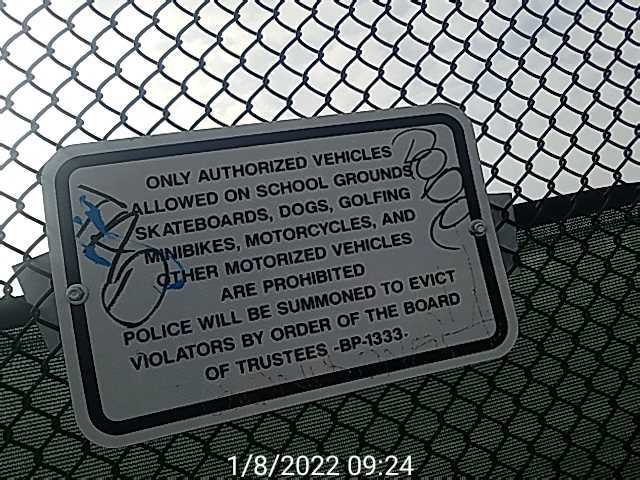 ONLY AUTHORIZED VEHICLES
ALLOWED ON SCHOOL GROUNDS
SKATEBOARDS, DOGS, GOLFING
MINIBIKES, MOTORCYCLES, AND
OTHER MOTORIZED VEHICLES
ARE PROHIBITED
POLICE WILL BE SUMMONED TO EVICT
VIOLATORS BY ORDER OF THE BOARD
OF TRUSTEES -BP-1333-
1/8/2022 09:24